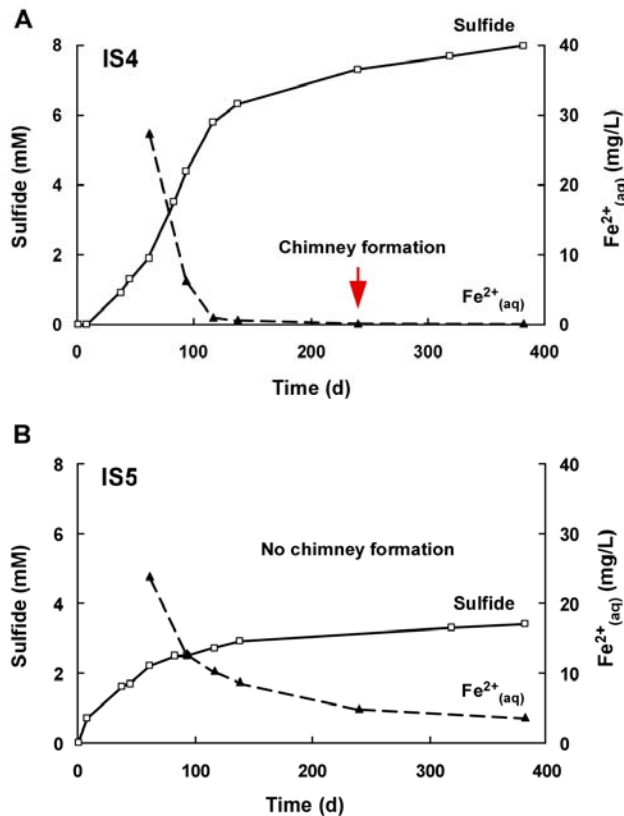 A
IS4
Sulfide
8
6
4
2
0
Sulfide (mM)
40
30
20
10
0
Fe²⁺(aq) (mg/L)
Chimney formation
Fe²⁺(aq)
0 100 200 300 400
Time (d)
B
IS5
8
6
4
2
0
Sulfide (mM)
40
30
20
10
0
Fe²⁺(aq) (mg/L)
No chimney formation
Sulfide
Fe²⁺(aq)
0 100 200 300 400
Time (d)